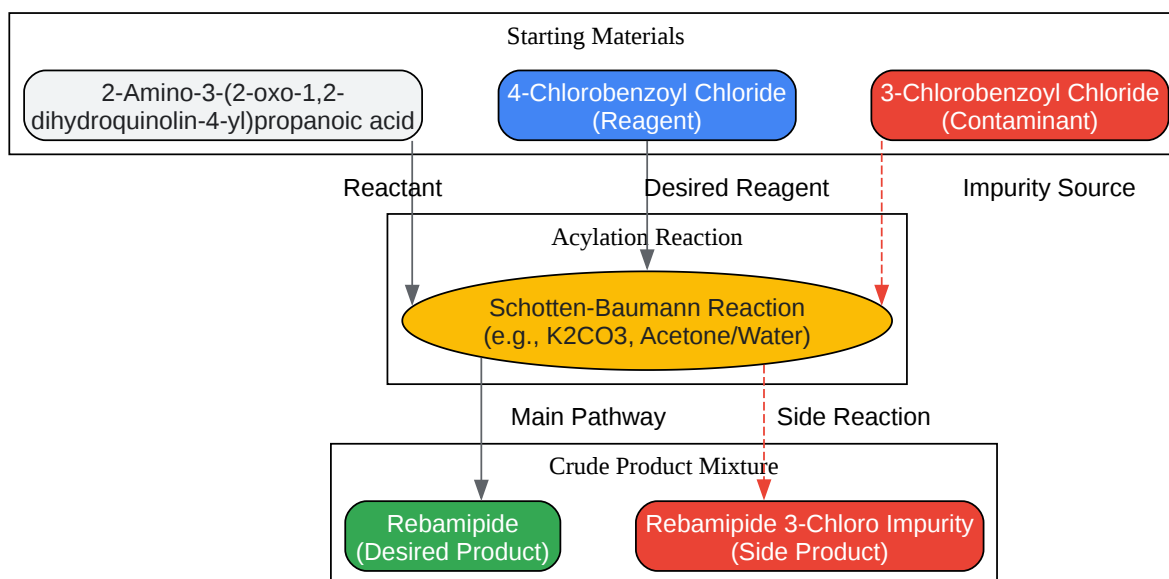 Starting Materials
2-Amino-3-(2-oxo-1,2-
dihydroquinolin-4-yl)propanoic acid
4-Chlorobenzoyl Chloride
(Reagent)
3-Chlorobenzoyl Chloride
(Contaminant)
Reactant
Desired Reagent
Impurity Source
Acylation Reaction
Schotten-Baumann Reaction
(e.g., K2CO3, Acetone/Water)
Main Pathway
Side Reaction
Crude Product Mixture
Rebamipide
(Desired Product)
Rebamipide 3-Chloro Impurity
(Side Product)